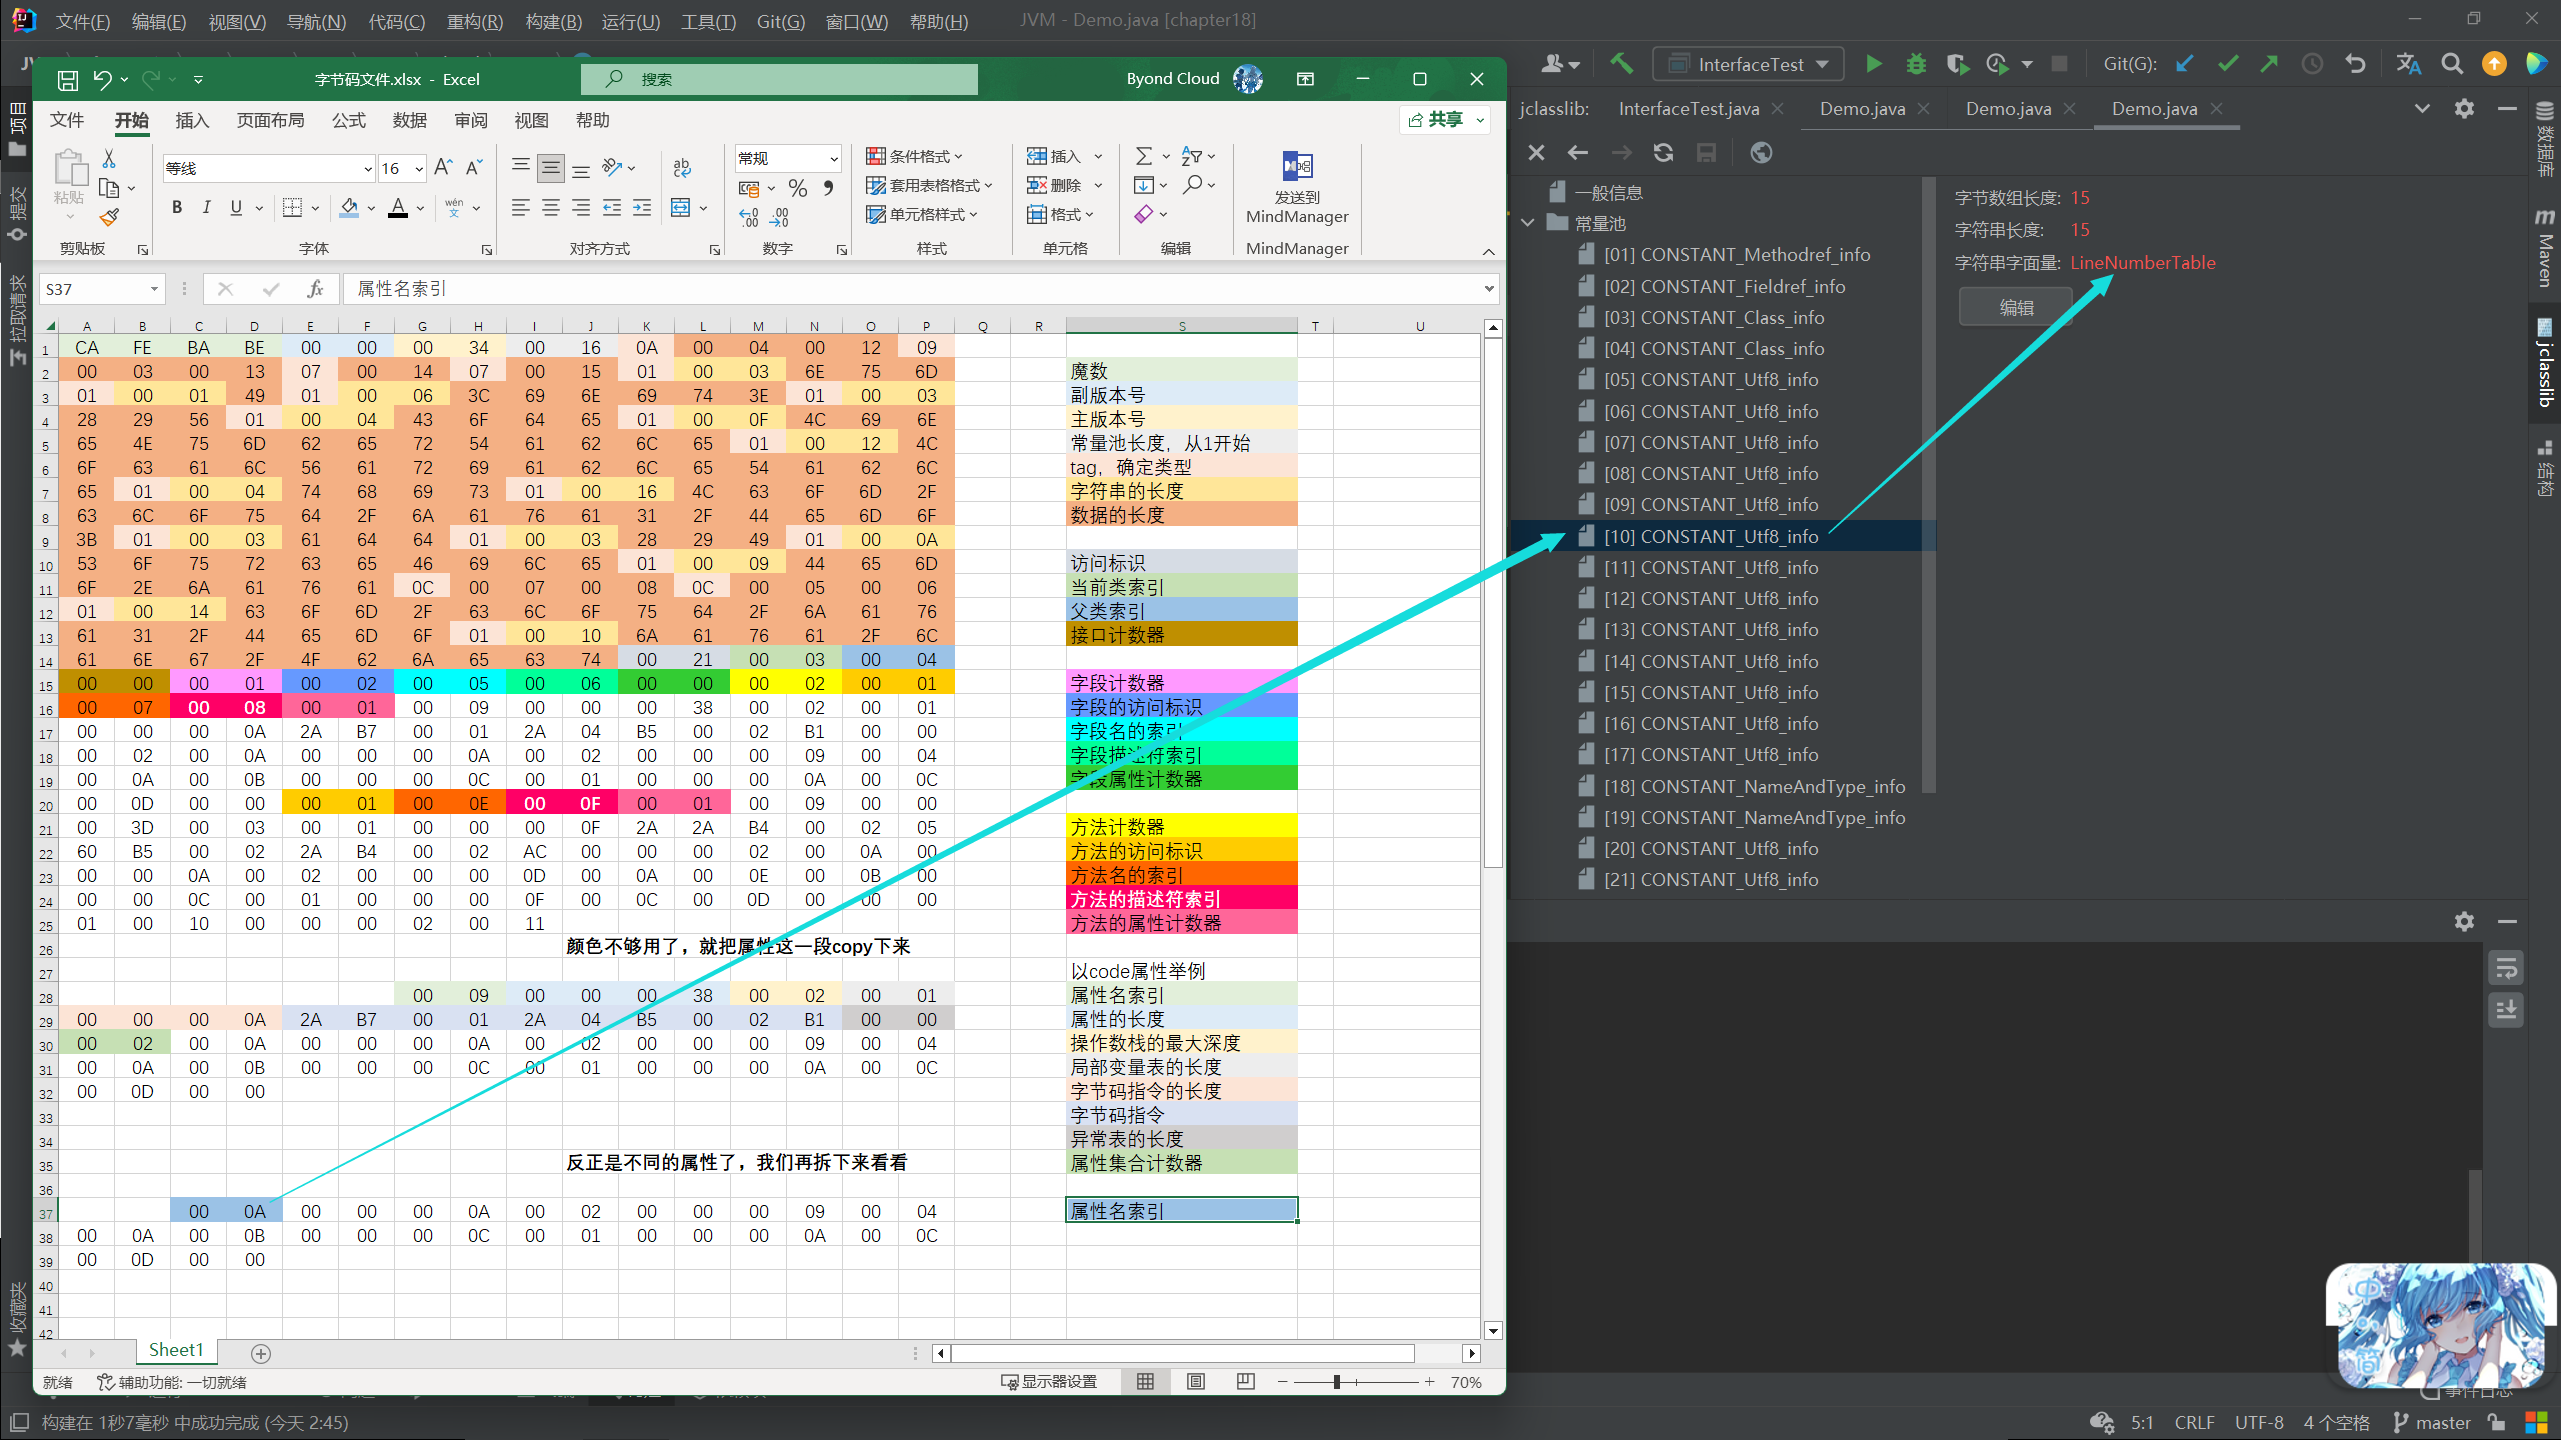 文件(F) 编辑(E) 视图(V) 导航(N) 代码(C) 重构(R) 构建(B) 运行(U) 工具(T) Git(G) 窗口(W) 帮助(H) JVM - Demo.java [chapter18]
InterfaceTest Git(G):
字节码文件.xlsx - Excel 搜索 Byond Cloud
文件 开始 插入 页面布局 公式 数据 审阅 视图 帮助 共享
粘贴
剪贴板
等线 16
B I U A wén 文
字体
ab
对齐方式
常规
数字
条件格式
套用表格格式
单元格样式
样式
插入
删除
格式
单元格
编辑
发送到
MindManager
MindManager
S37 fx 属性名索引
A B C D E F G H I J K L M N O P Q R S T U
1 CA FE BA BE 00 00 00 34 00 16 0A 00 04 00 12 09
2 00 03 00 13 07 00 14 07 00 15 01 00 03 6E 75 6D 魔数
3 01 00 01 49 01 00 06 3C 69 6E 69 74 3E 01 00 03 副版本号
4 28 29 56 01 00 04 43 6F 64 65 01 00 0F 4C 69 6E 主版本号
5 65 4E 75 6D 62 65 72 54 61 62 6C 65 01 00 12 4C 常量池长度，从1开始
6 6F 63 61 6C 56 61 72 69 61 62 6C 65 54 61 62 6C tag，确定类型
7 65 01 00 04 74 68 69 73 01 00 16 4C 63 6F 6D 2F 字符串的长度
8 63 6C 6F 75 64 2F 6A 61 76 61 31 2F 44 65 6D 6F 数据的长度
9 3B 01 00 03 61 64 64 01 00 03 28 29 49 01 00 0A
10 53 6F 75 72 63 65 46 69 6C 65 01 00 09 44 65 6D 访问标识
11 6F 2E 6A 61 76 61 0C 00 07 00 08 0C 00 05 00 06 当前类索引
12 01 00 14 63 6F 6D 2F 63 6C 6F 75 64 2F 6A 61 76 父类索引
13 61 31 2F 44 65 6D 6F 01 00 10 6A 61 76 61 2F 6C 接口计数器
14 61 6E 67 2F 4F 62 6A 65 63 74 00 21 00 03 00 04
15 00 00 00 01 00 02 00 05 00 06 00 00 00 02 00 01 字段计数器
16 00 07 00 08 00 01 00 09 00 00 00 38 00 02 00 01 字段的访问标识
17 00 00 00 0A 2A B7 00 01 2A 04 B5 00 02 B1 00 00 字段名的索引
18 00 02 00 0A 00 00 00 0A 00 02 00 00 00 09 00 04 字段描述符索引
19 00 0A 00 0B 00 00 00 0C 00 01 00 00 00 0A 00 0C 字段属性计数器
20 00 0D 00 00 00 01 00 0E 00 0F 00 01 00 09 00 00
21 00 3D 00 03 00 01 00 00 00 0F 2A 2A B4 00 02 05 方法计数器
22 60 B5 00 02 2A B4 00 02 AC 00 00 00 02 00 0A 00 方法的访问标识
23 00 00 0A 00 02 00 00 00 0D 00 0A 00 0E 00 0B 00 方法名的索引
24 00 00 0C 00 01 00 00 00 0F 00 0C 00 0D 00 00 00 方法的描述符索引
25 01 00 10 00 00 00 02 00 11 方法的属性计数器
26 颜色不够用了，就把属性这一段copy下来
27 以code属性举例
28 00 09 00 00 00 38 00 02 00 01 属性名索引
29 00 00 00 0A 2A B7 00 01 2A 04 B5 00 02 B1 00 00 属性的长度
30 00 02 00 0A 00 00 00 0A 00 02 00 00 00 09 00 04 操作数栈的最大深度
31 00 0A 00 0B 00 00 00 0C 00 01 00 00 00 0A 00 0C 局部变量表的长度
32 00 0D 00 00 字节码指令的长度
33 字节码指令
34 异常表的长度
35 反正是不同的属性了，我们再拆下来看看 属性集合计数器
36
37 00 0A 00 00 00 0A 00 02 00 00 00 09 00 04 属性名索引
38 00 0A 00 0B 00 00 00 0C 00 01 00 00 00 0A 00 0C
39 00 0D 00 00
40
41
42
Sheet1
就绪 辅助功能: 一切就绪 显示器设置 70%
jclasslib: InterfaceTest.java Demo.java Demo.java Demo.java
一般信息
常量池
[01] CONSTANT_Methodref_info
[02] CONSTANT_Fieldref_info
[03] CONSTANT_Class_info
[04] CONSTANT_Class_info
[05] CONSTANT_Utf8_info
[06] CONSTANT_Utf8_info
[07] CONSTANT_Utf8_info
[08] CONSTANT_Utf8_info
[09] CONSTANT_Utf8_info
[10] CONSTANT_Utf8_info
[11] CONSTANT_Utf8_info
[12] CONSTANT_Utf8_info
[13] CONSTANT_Utf8_info
[14] CONSTANT_Utf8_info
[15] CONSTANT_Utf8_info
[16] CONSTANT_Utf8_info
[17] CONSTANT_Utf8_info
[18] CONSTANT_NameAndType_info
[19] CONSTANT_NameAndType_info
[20] CONSTANT_Utf8_info
[21] CONSTANT_Utf8_info
字节数组长度: 15
字符串长度: 15
字符串字面量: LineNumberTable
编辑
项目
提交
拉取请求
收藏夹
数据库
Maven
jclasslib
结构
中
简
事件日志
构建在 1秒7毫秒 中成功完成 (今天 2:45) 5:1 CRLF UTF-8 4 个空格 master